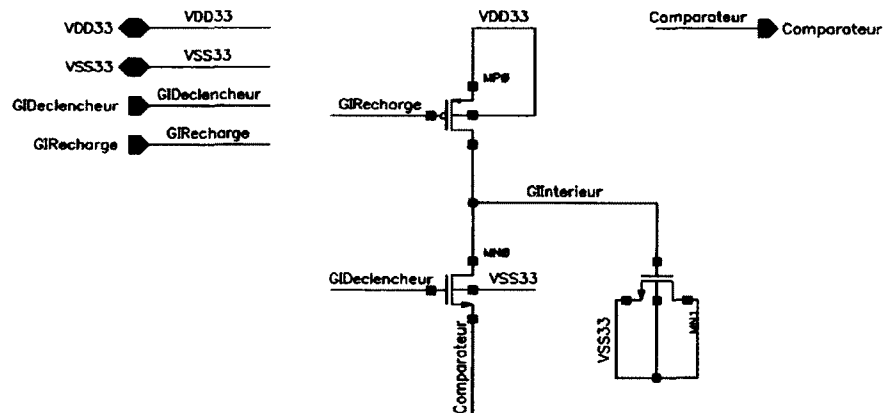 VDD33 VDD33
VSS33 VSS33
GIDeclencheur GIDeclencheur
GIRecharge GIRecharge
VDD33
MP0
GIRecharge
GIInterieur
MN0
GIDeclencheur
VSS33
Comparateur
Comparateur Comparateur
VSS33
MN1